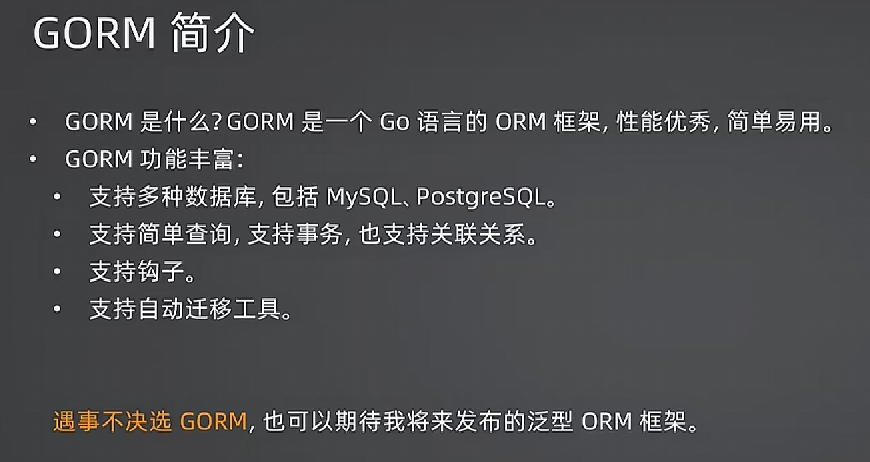 GORM 简介
• GORM 是什么?GORM 是一个 Go 语言的 ORM 框架, 性能优秀, 简单易用。
• GORM 功能丰富:
• 支持多种数据库, 包括 MySQL、PostgreSQL。
• 支持简单查询, 支持事务, 也支持关联关系。
• 支持钩子。
• 支持自动迁移工具。
遇事不决选 GORM, 也可以期待我将来发布的泛型 ORM 框架。